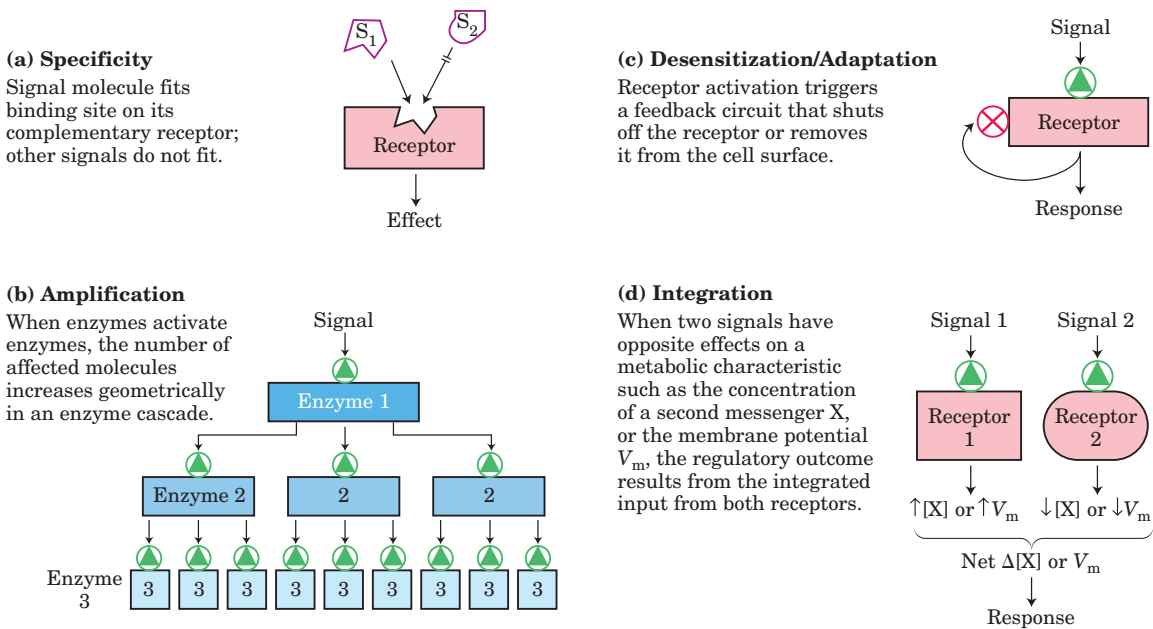 (a) Specificity
Signal molecule fits
binding site on its
complementary receptor;
other signals do not fit.
S1
S2
Receptor
Effect
(b) Amplification
When enzymes activate
enzymes, the number of
affected molecules
increases geometrically
in an enzyme cascade.
Signal
Enzyme 1
Enzyme 2
2
2
Enzyme
3
3
3
3
3
3
3
3
3
3
(c) Desensitization/Adaptation
Receptor activation triggers
a feedback circuit that shuts
off the receptor or removes
it from the cell surface.
Signal
Receptor
Response
(d) Integration
When two signals have
opposite effects on a
metabolic characteristic
such as the concentration
of a second messenger X,
or the membrane potential
Vm, the regulatory outcome
results from the integrated
input from both receptors.
Signal 1
Signal 2
Receptor
1
Receptor
2
↑[X] or ↑Vm
↓[X] or ↓Vm
Net Δ[X] or Vm
Response